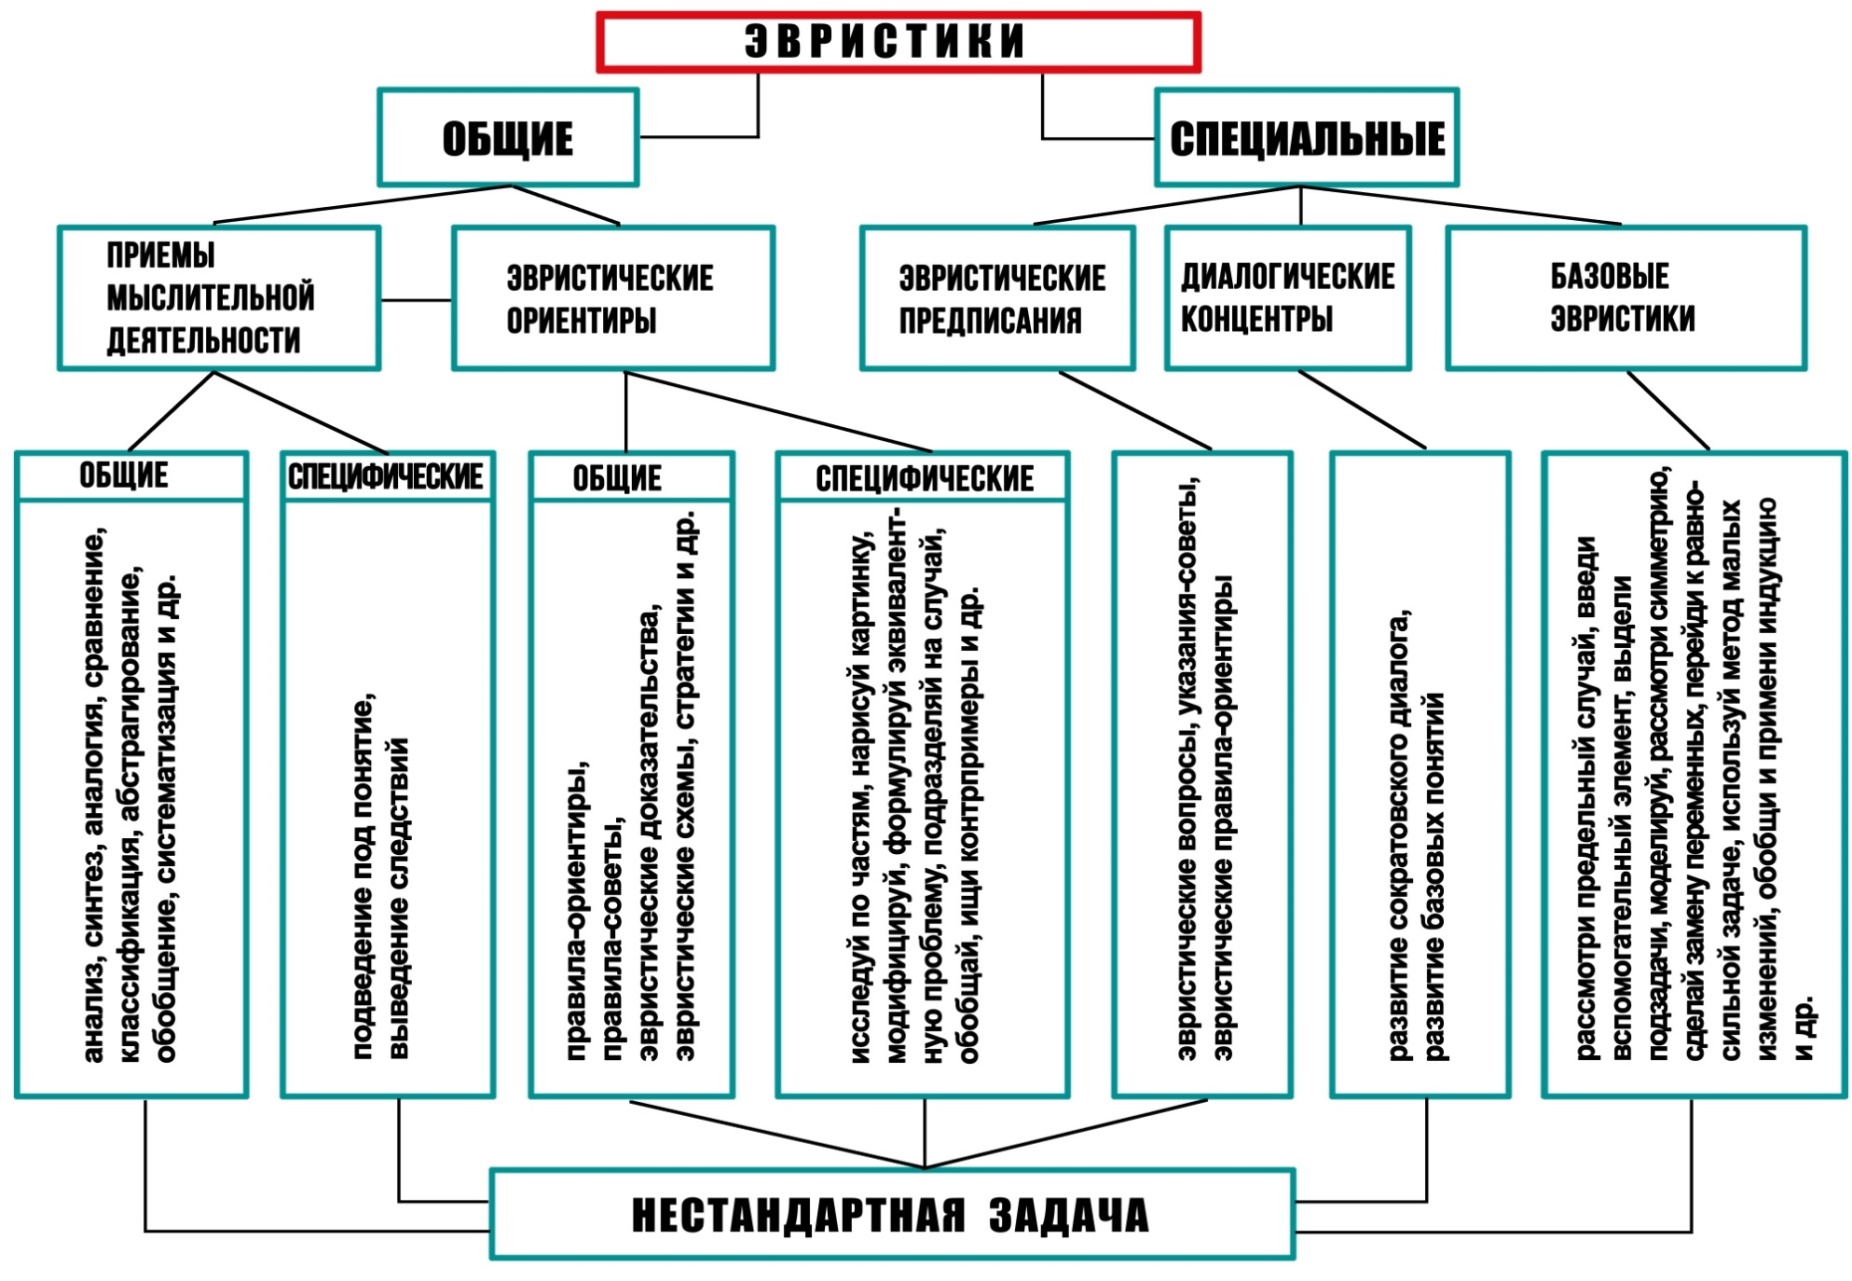 ЭВРИСТИКИ
ОБЩИЕ
СПЕЦИАЛЬНЫЕ
ПРИЕМЫ
МЫСЛИТЕЛЬНОЙ
ДЕЯТЕЛЬНОСТИ
ЭВРИСТИЧЕСКИЕ
ОРИЕНТИРЫ
ЭВРИСТИЧЕСКИЕ
ПРЕДПИСАНИЯ
ДИАЛОГИЧЕСКИЕ
КОНЦЕНТРЫ
БАЗОВЫЕ
ЭВРИСТИКИ
ОБЩИЕ
анализ, синтез, аналогия, сравнение,
классификация, абстрагирование,
обобщение, систематизация и др.
СПЕЦИФИЧЕСКИЕ
подведение под понятие,
выведение следствий
ОБЩИЕ
правила-ориентиры,
правила-советы,
эвристические доказательства,
эвристические схемы, стратегии и др.
СПЕЦИФИЧЕСКИЕ
исследуй по частям, нарисуй картинку,
модифицируй, формулируй эквивалент-
ную проблему, подразделяй на случай,
обобщай, ищи контрпримеры и др.
эвристические вопросы, указания-советы,
эвристические правила-ориентиры
развитие сократовского диалога,
развитие базовых понятий
рассмотри предельный случай, введи
вспомогательный элемент, выдели
подзадачи, моделируй, рассмотри симметрию,
сделай замену переменных, перейди к равно-
сильной задаче, используй метод малых
изменений, обобщи и примени индукцию
и др.
НЕСТАНДАРТНАЯ ЗАДАЧА